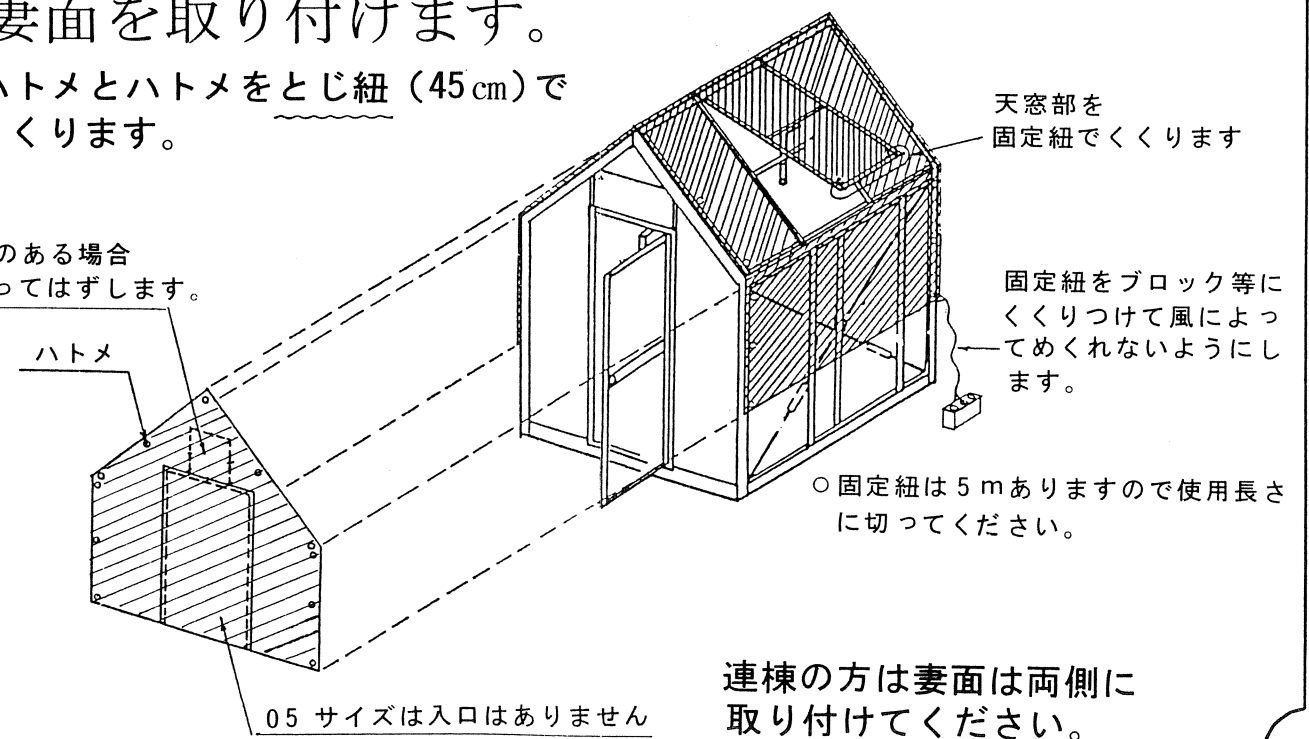 妻面を取り付けます。
ハトメとハトメをとじ紐（45㎝）で
くくります。
天窓部を
固定紐でくくります
のある場合
ってはずします。
ハトメ
固定紐をブロック等に
くくりつけて風によっ
てめくれないようにし
ます。
○固定紐は5mありますので使用長さ
に切ってください。
05 サイズは入口はありません
連棟の方は妻面は両側に
取り付けてください。